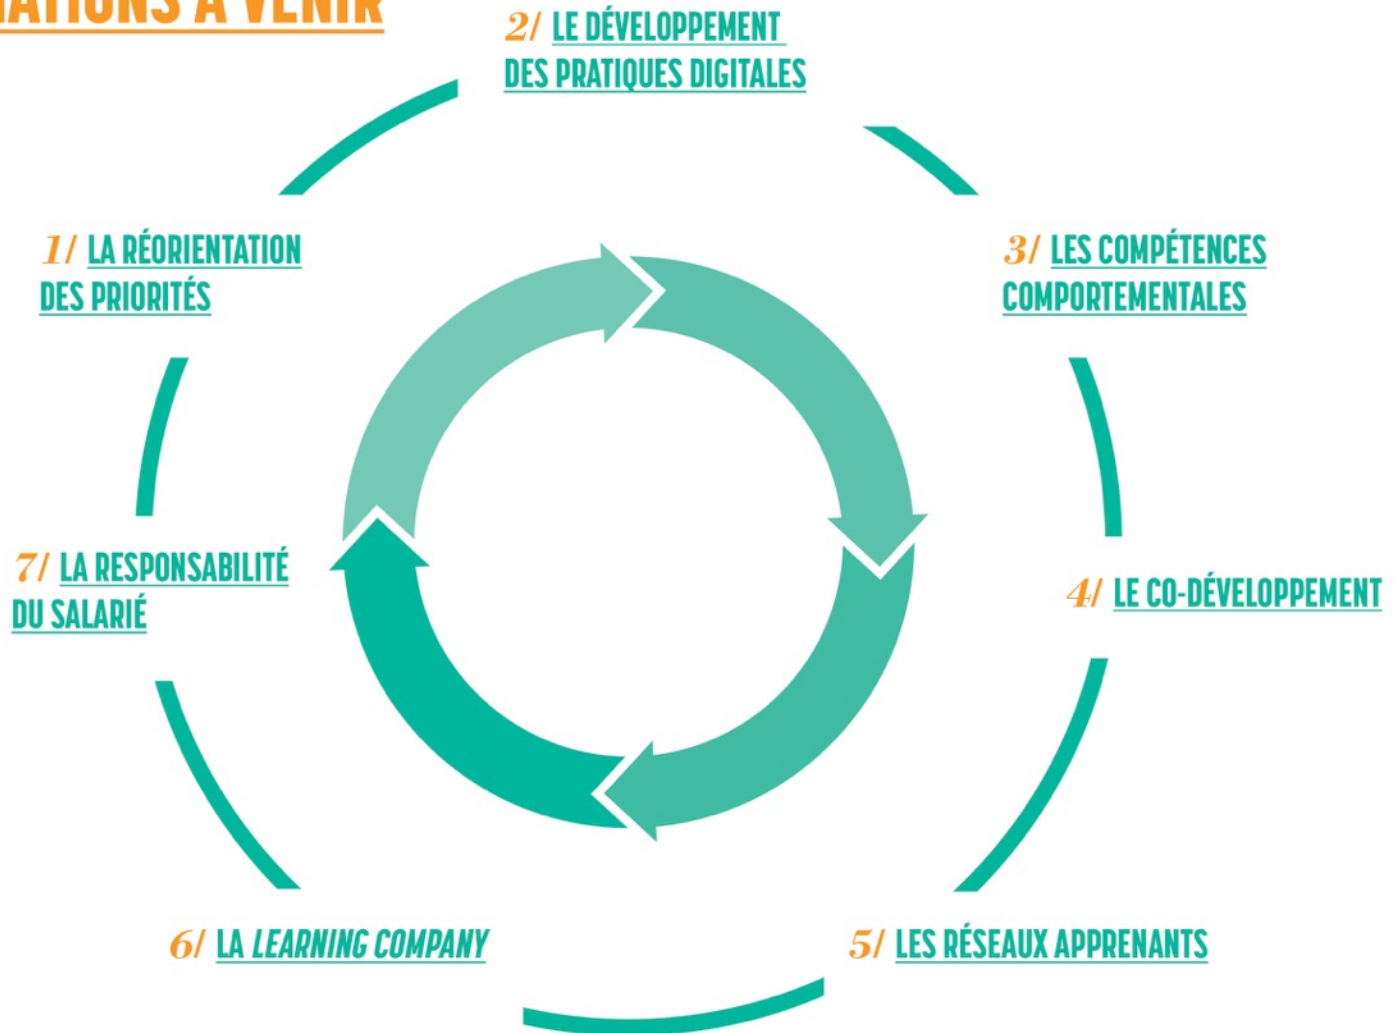 À VENIR
1/ LA RÉORIENTATION
DES PRIORITÉS
2/ LE DÉVELOPPEMENT
DES PRATIQUES DIGITALES
3/ LES COMPÉTENCES
COMPORTEMENTALES
4/ LE CO-DÉVELOPPEMENT
5/ LES RÉSEAUX APPRENANTS
6/ LA LEARNING COMPANY
7/ LA RESPONSABILITÉ
DU SALARIÉ